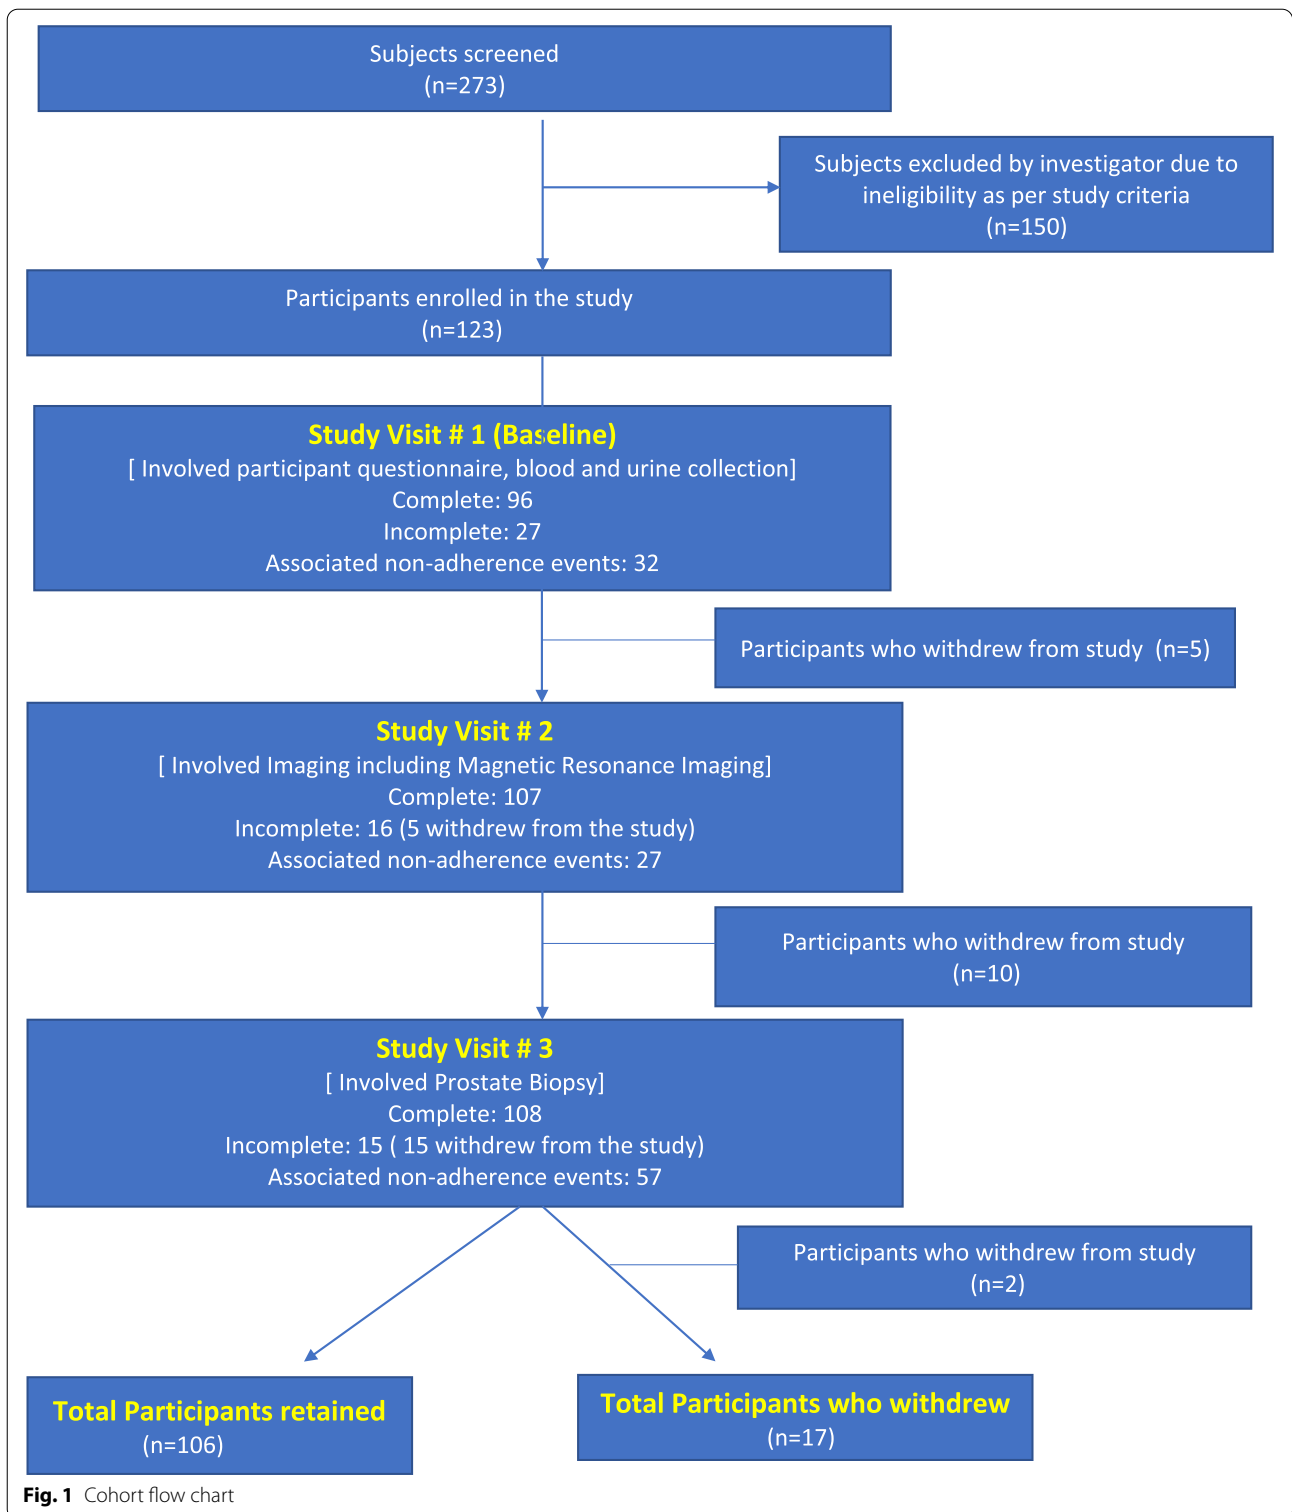 Subjects screened
(n=273)
Subjects excluded by investigator due to
ineligibility as per study criteria
(n=150)
Participants enrolled in the study
(n=123)
Study Visit # 1 (Baseline)
[ Involved participant questionnaire, blood and urine collection]
Complete: 96
Incomplete: 27
Associated non-adherence events: 32
Participants who withdrew from study (n=5)
Study Visit # 2
[ Involved Imaging including Magnetic Resonance Imaging]
Complete: 107
Incomplete: 16 (5 withdrew from the study)
Associated non-adherence events: 27
Participants who withdrew from study
(n=10)
Study Visit # 3
[ Involved Prostate Biopsy]
Complete: 108
Incomplete: 15 ( 15 withdrew from the study)
Associated non-adherence events: 57
Participants who withdrew from study
(n=2)
Total Participants retained
(n=106)
Total Participants who withdrew
(n=17)
Fig. 1 Cohort flow chart